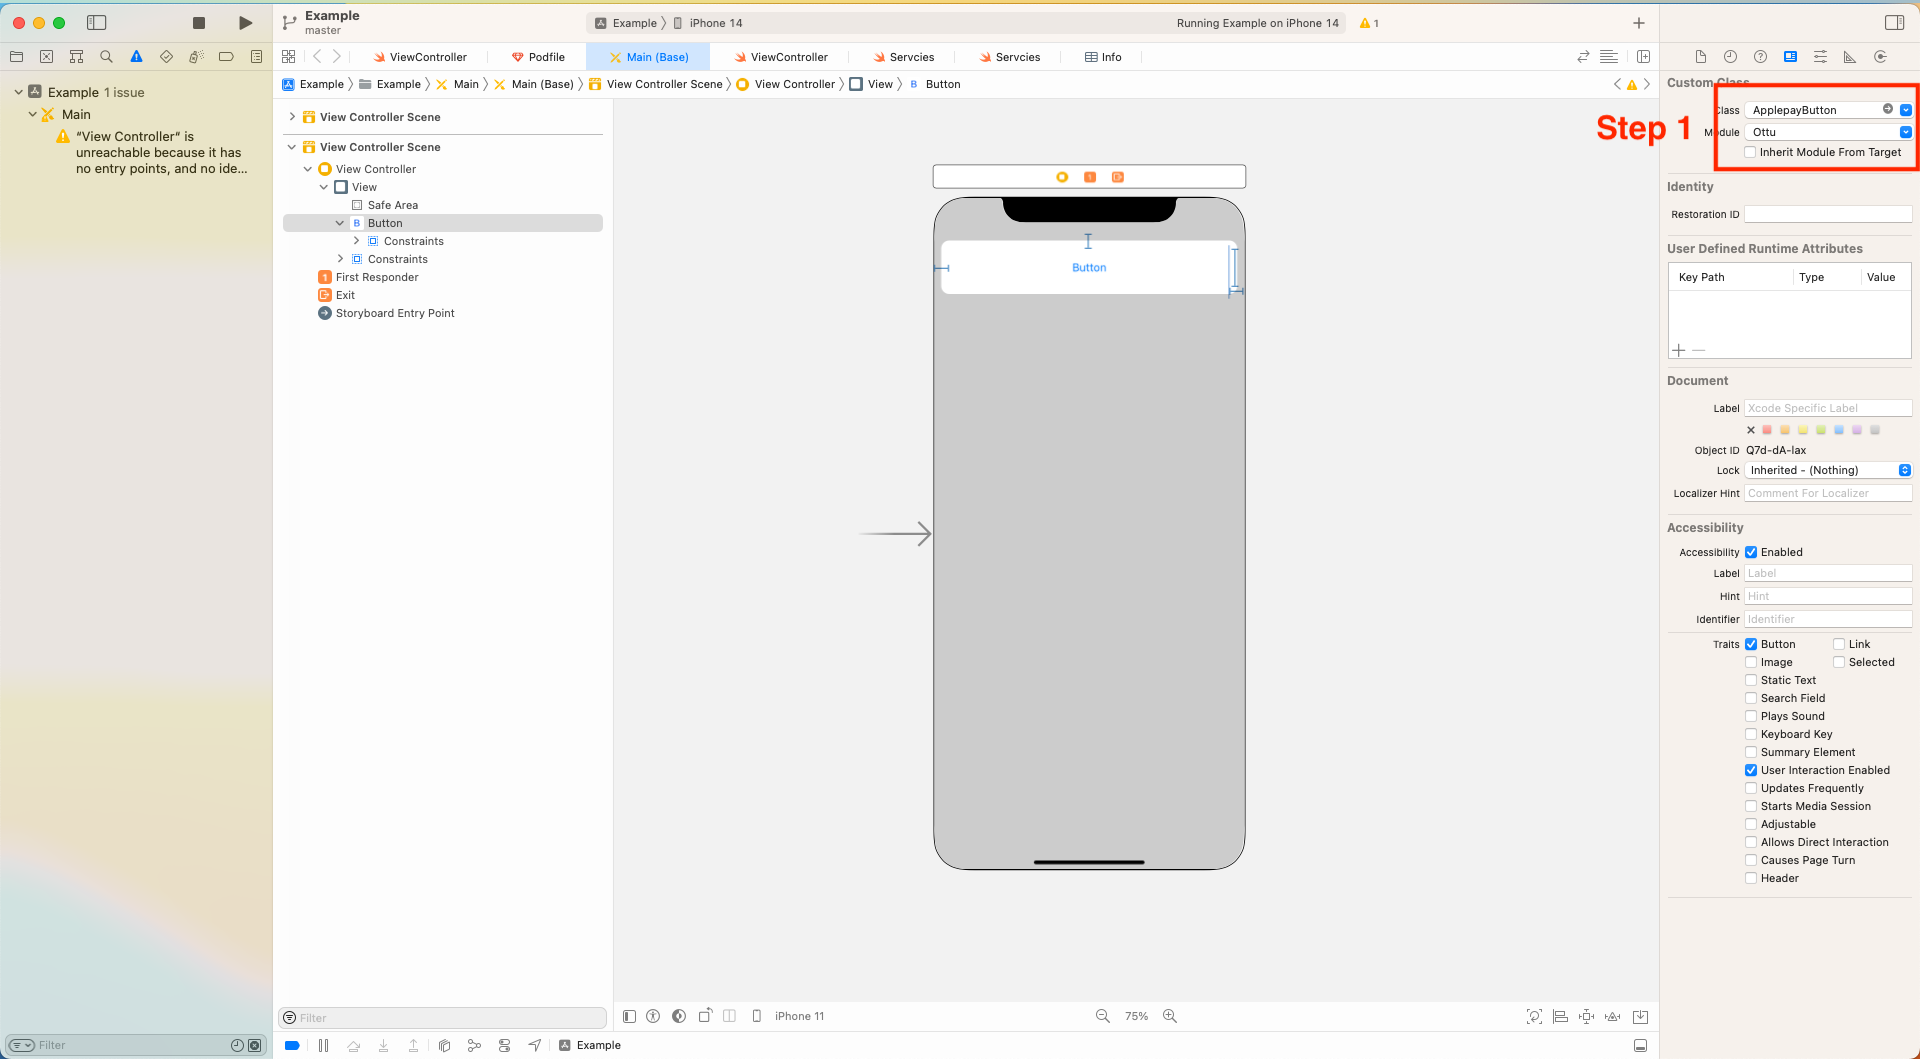 Example
master
Example
iPhone 14
Running Example on iPhone 14
1
ViewController
Podfile
Main (Base)
ViewController
Servcies
Servcies
Info
Example
Example
Main
Main (Base)
View Controller Scene
View Controller
View
B
Button
Example 1 issue
Main
“View Controller“ is
unreachable because it has
no entry points, and no ide...
View Controller Scene
View Controller Scene
View Controller
View
Safe Area
B
Button
Constraints
Constraints
1
First Responder
Exit
Storyboard Entry Point
1
Button
Custom Class
Class
ApplepayButton
Step 1
Module
Ottu
Inherit Module From Target
Identity
Restoration ID
User Defined Runtime Attributes
Key Path
Type
Value
Document
Label
Xcode Specific Label
Object ID
Q7d-dA-lax
Lock
Inherited - (Nothing)
Localizer Hint
Comment For Localizer
Accessibility
Accessibility
Enabled
Label
Label
Hint
Hint
Identifier
Identifier
Traits
Button
Link
Image
Selected
Static Text
Search Field
Plays Sound
Keyboard Key
Summary Element
User Interaction Enabled
Updates Frequently
Starts Media Session
Adjustable
Allows Direct Interaction
Causes Page Turn
Header
Filter
iPhone 11
75%
Filter
Example